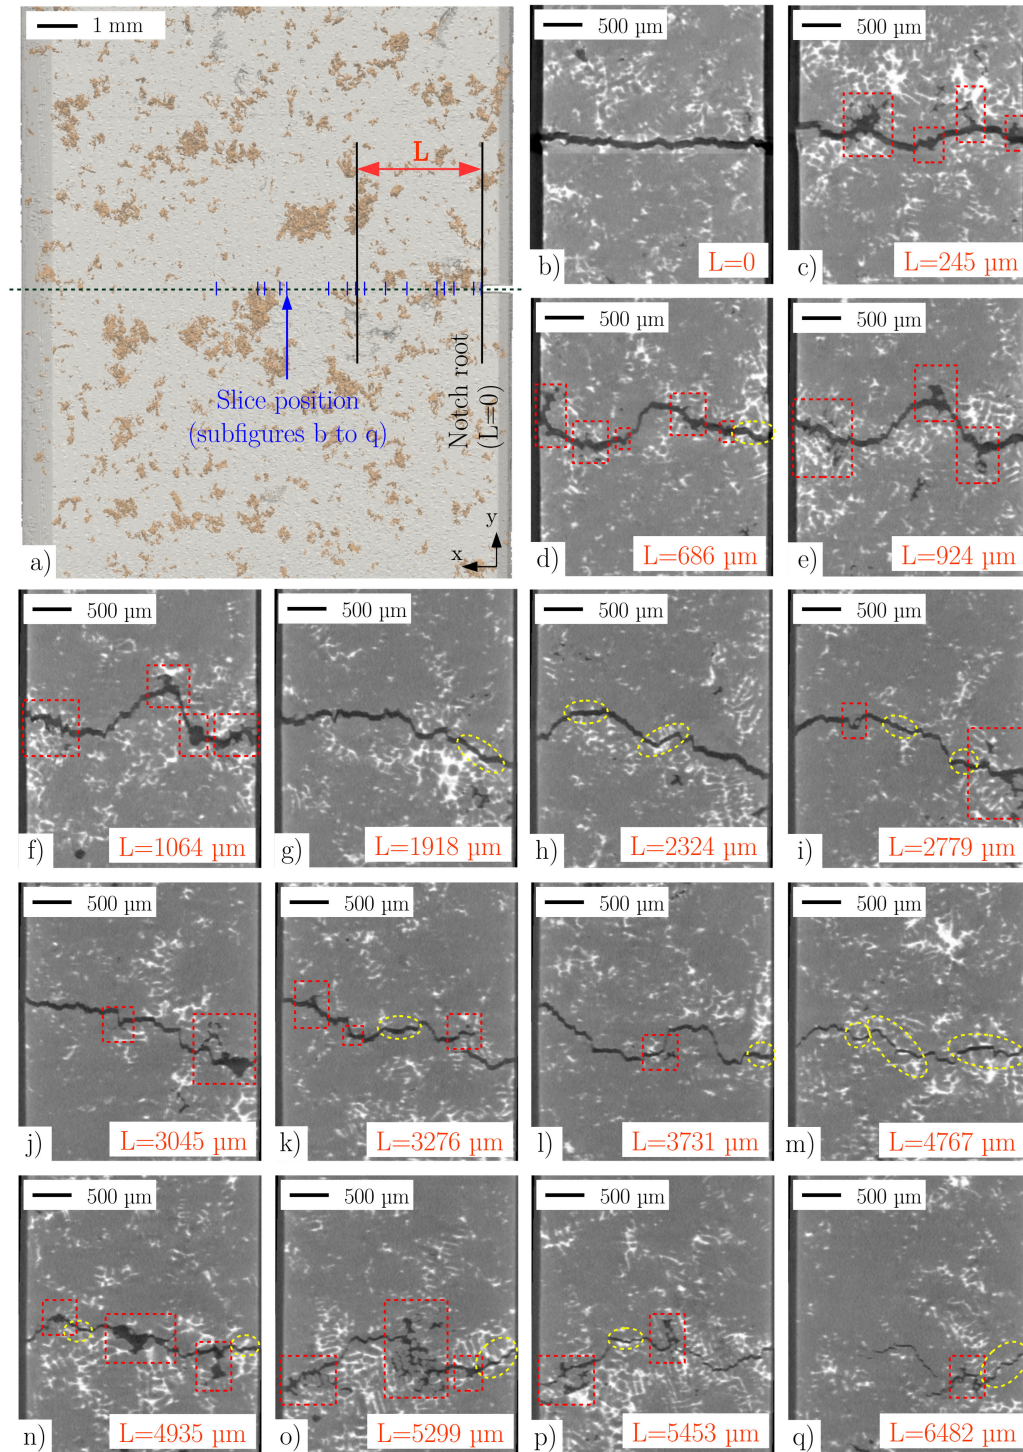 1 mm
L
Slice position
(subfigures b to q)
Notch root
(L=0)
y
x
a)
500 µm
b)
L=0
500 µm
c)
L=245 µm
500 µm
d)
L=686 µm
500 µm
e)
L=924 µm
500 µm
f)
L=1064 µm
500 µm
g)
L=1918 µm
500 µm
h)
L=2324 µm
500 µm
i)
L=2779 µm
500 µm
j)
L=3045 µm
500 µm
k)
L=3276 µm
500 µm
l)
L=3731 µm
500 µm
m)
L=4767 µm
500 µm
n)
L=4935 µm
500 µm
o)
L=5299 µm
500 µm
p)
L=5453 µm
500 µm
q)
L=6482 µm